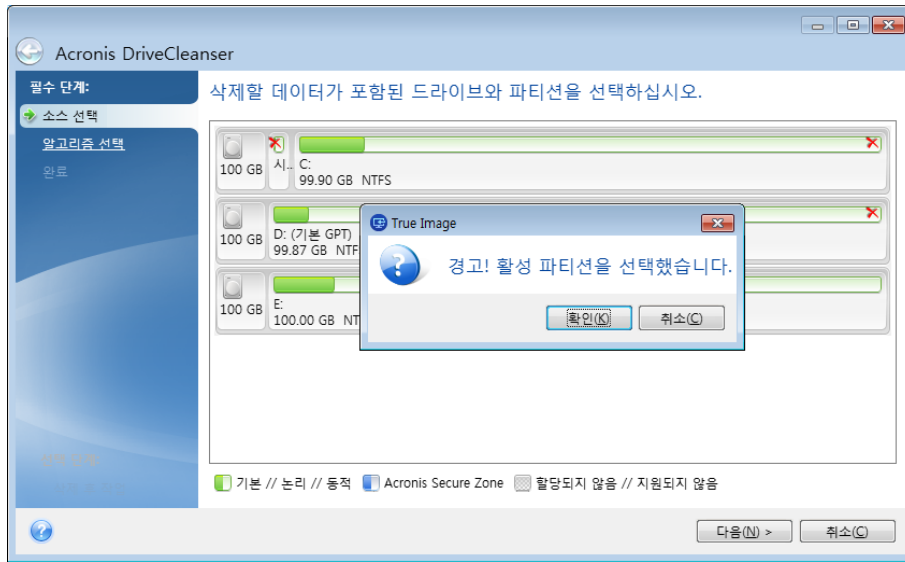 Acronis DriveCleanser
필수 단계:
소스 선택
알고리즘 선택
완료
삭제할 데이터가 포함된 드라이브와 파티션을 선택하십시오.
100 GB
시..
C:
99.90 GB NTFS
100 GB
D: (기본 GPT)
99.87 GB NTF
100 GB
E:
100.00 GB NT
True Image
경고! 활성 파티션을 선택했습니다.
확인(K)
취소(C)
기본 // 논리 // 동적
Acronis Secure Zone
할당되지 않음 // 지원되지 않음
다음(N) >
취소(C)